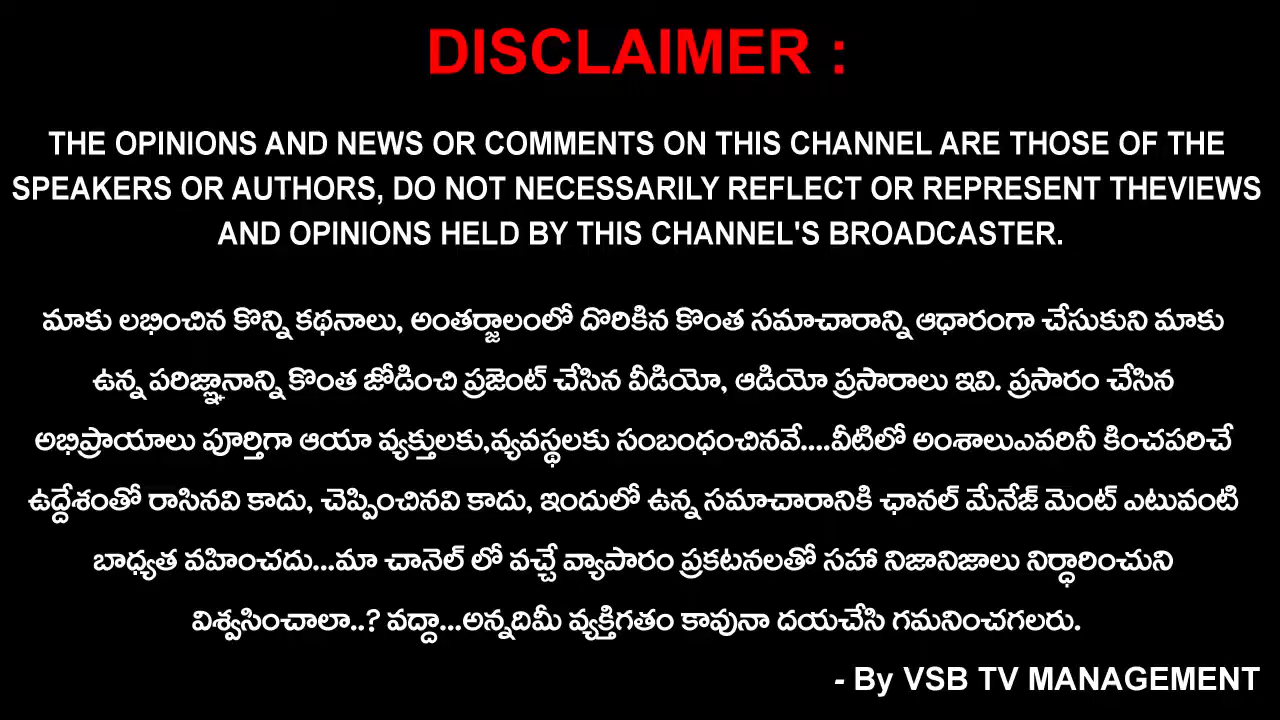 DISCLAIMER :
THE OPINIONS AND NEWS OR COMMENTS ON THIS CHANNEL ARE THOSE OF THE
SPEAKERS OR AUTHORS, DO NOT NECESSARILY REFLECT OR REPRESENT THEVIEWS
AND OPINIONS HELD BY THIS CHANNEL'S BROADCASTER.
మాకు లభించిన కొన్ని కథనాలు, అంతర్జాలంలో దొరికిన కొంత సమాచారాన్ని ఆధారంగా చేసుకుని మాకు
ఉన్న పరిజ్ఞానాన్ని కొంత జోడించి ప్రజెంట్ చేసిన వీడియో, ఆడియో ప్రసారాలు ఇవి. ప్రసారం చేసిన
అభిప్రాయాలు పూర్తిగా ఆయా వ్యక్తులకు,వ్యవస్థలకు సంబంధంచినవే....వీటిలో అంశాలుఎవరినీ కించపరిచే
ఉద్దేశంతో రాసినవి కాదు, చెప్పించినవి కాదు, ఇందులో ఉన్న సమాచారానికి ఛానల్ మేనేజ్ మెంట్ ఎటువంటి
బాధ్యత వహించదు...మా చానెల్ లో వచ్చే వ్యాపారం ప్రకటనలతో సహా నిజానిజాలు నిర్ధారించుని
విశ్వసించాలా..? వద్దా...అన్నదిమీ వ్యక్తిగతం కావునా దయచేసి గమనించగలరు.
- By VSB TV MANAGEMENT